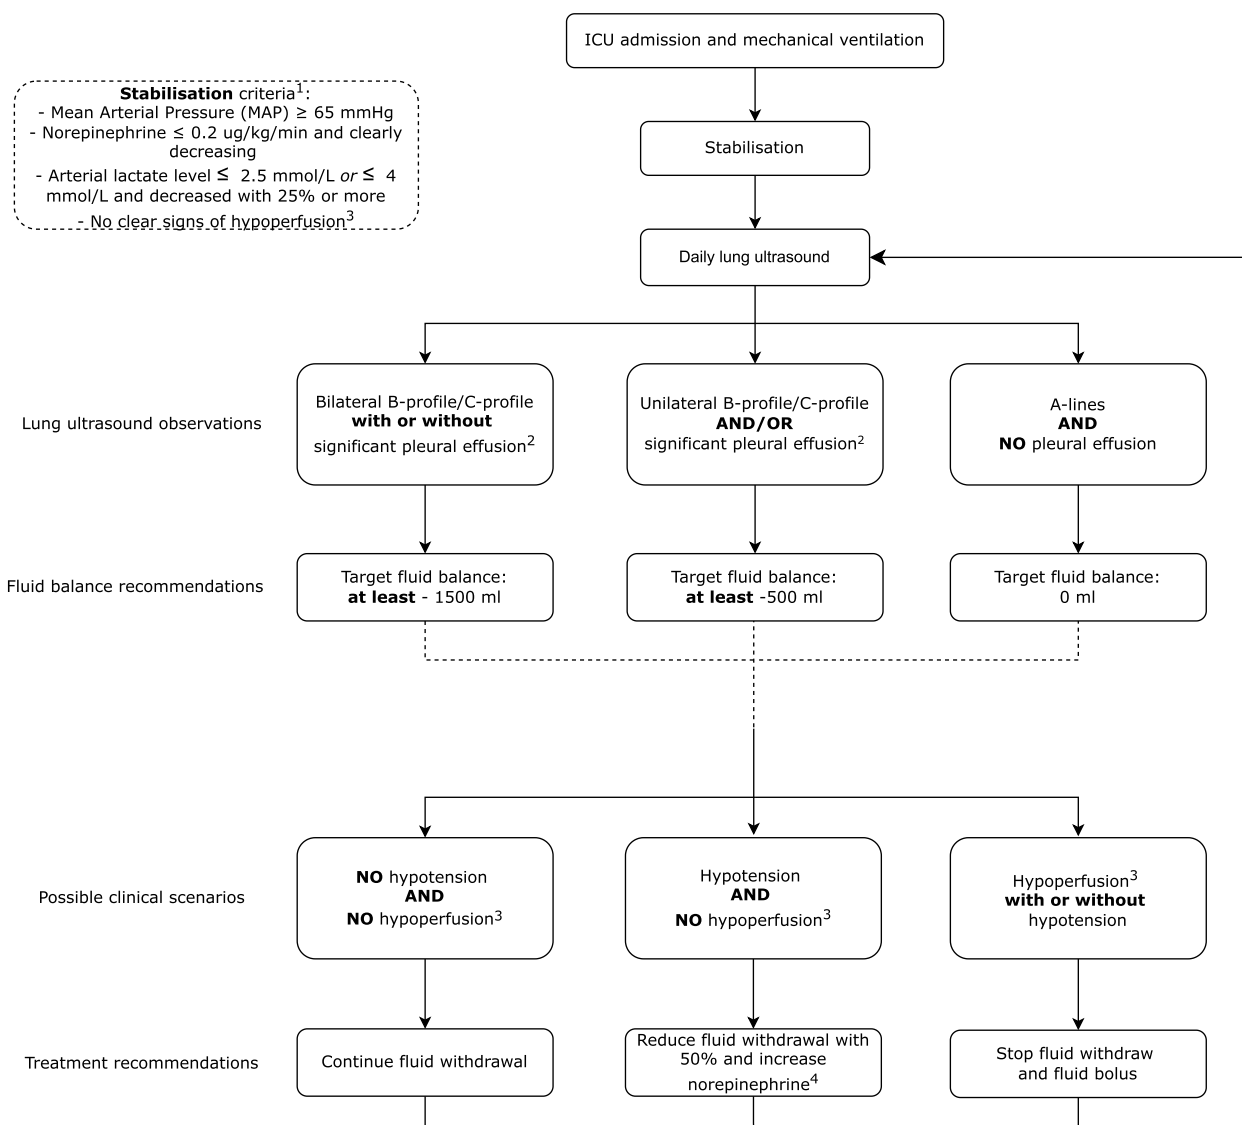 ICU admission and mechanical ventilation
Stabilisation criteria1:
- Mean Arterial Pressure (MAP) ≥ 65 mmHg
- Norepinephrine ≤ 0.2 ug/kg/min and clearly
decreasing
- Arterial lactate level ≤ 2.5 mmol/L or ≤ 4
mmol/L and decreased with 25% or more
- No clear signs of hypoperfusion3
Stabilisation
Daily lung ultrasound
Lung ultrasound observations
Bilateral B-profile/C-profile
with or without
significant pleural effusion2
Unilateral B-profile/C-profile
AND/OR
significant pleural effusion2
A-lines
AND
NO pleural effusion
Fluid balance recommendations
Target fluid balance:
at least - 1500 ml
Target fluid balance:
at least -500 ml
Target fluid balance:
0 ml
Possible clinical scenarios
NO hypotension
AND
NO hypoperfusion3
Hypotension
AND
NO hypoperfusion3
Hypoperfusion3
with or without
hypotension
Treatment recommendations
Continue fluid withdrawal
Reduce fluid withdrawal with
50% and increase
norepinephrine4
Stop fluid withdraw
and fluid bolus